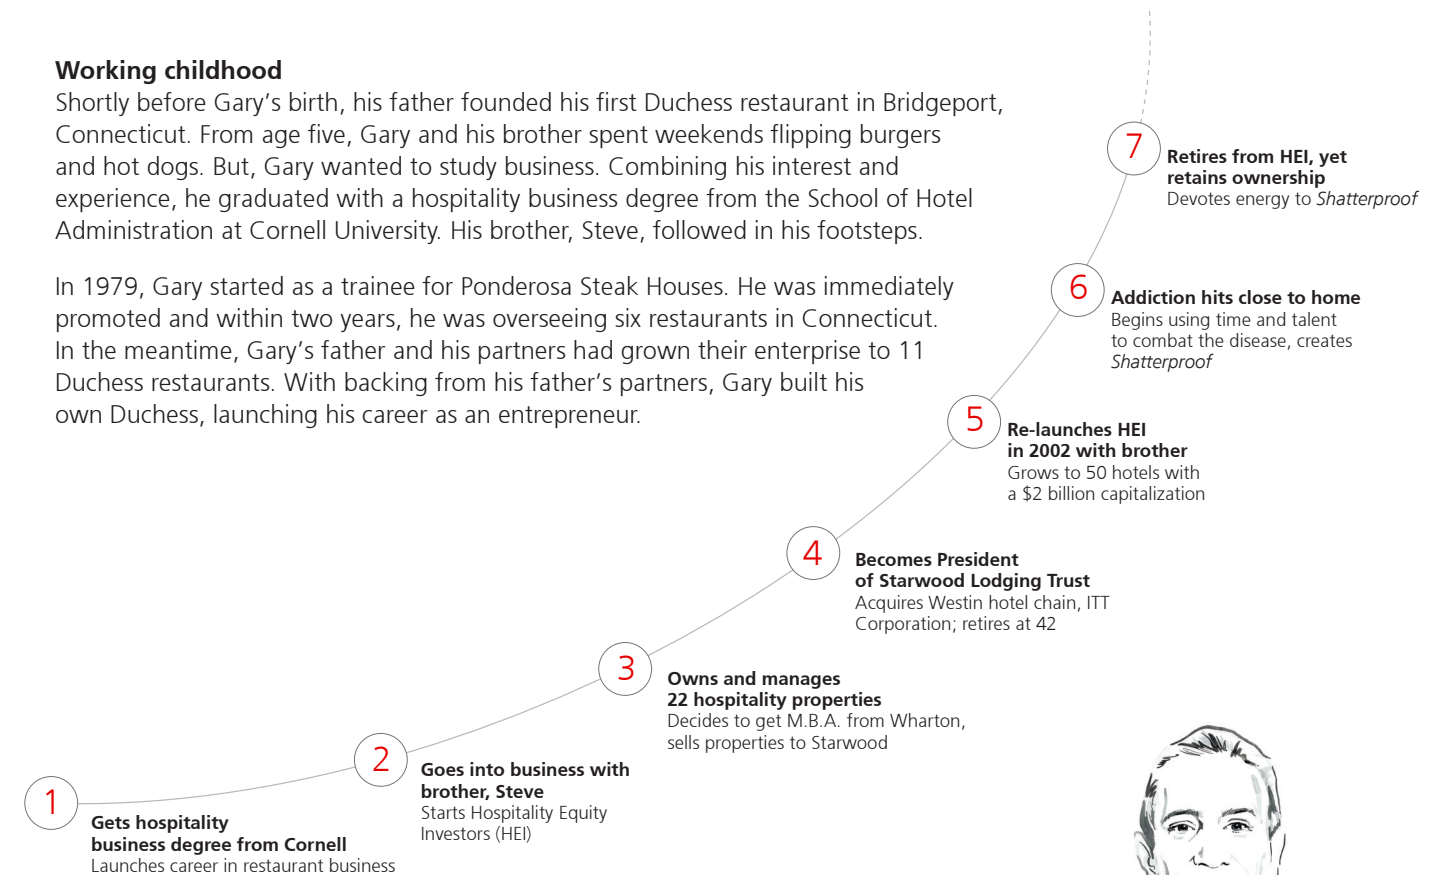 Working childhood
Shortly before Gary’s birth, his father founded his first Duchess restaurant in Bridgeport,
Connecticut. From age five, Gary and his brother spent weekends flipping burgers
and hot dogs. But, Gary wanted to study business. Combining his interest and
experience, he graduated with a hospitality business degree from the School of Hotel
Administration at Cornell University. His brother, Steve, followed in his footsteps.
In 1979, Gary started as a trainee for Ponderosa Steak Houses. He was immediately
promoted and within two years, he was overseeing six restaurants in Connecticut.
In the meantime, Gary’s father and his partners had grown their enterprise to 11
Duchess restaurants. With backing from his father’s partners, Gary built his
own Duchess, launching his career as an entrepreneur.
7
Retires from HEI, yet
retains ownership
Devotes energy to Shatterproof
6
Addiction hits close to home
Begins using time and talent
to combat the disease, creates
Shatterproof
5
Re-launches HEI
in 2002 with brother
Grows to 50 hotels with
a $2 billion capitalization
4
Becomes President
of Starwood Lodging Trust
Acquires Westin hotel chain, ITT
Corporation; retires at 42
3
Owns and manages
22 hospitality properties
Decides to get M.B.A. from Wharton,
sells properties to Starwood
2
Goes into business with
brother, Steve
Starts Hospitality Equity
Investors (HEI)
1
Gets hospitality
business degree from Cornell
Launches career in restaurant business